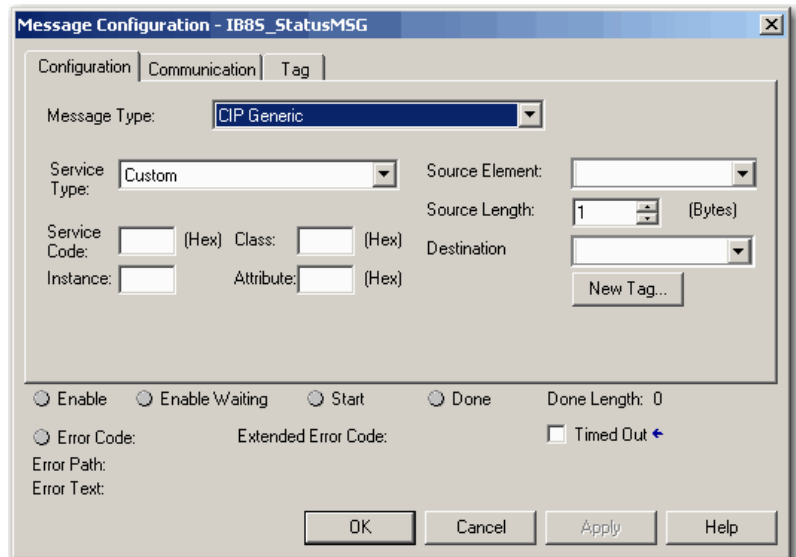 Message Configuration - IB8S_StatusMSG
Configuration Communication Tag
Message Type: CIP Generic
Service Type: Custom
Source Element:
Source Length: 1 (Bytes)
Service Code: (Hex) Class: (Hex)
Destination
Instance: Attribute: (Hex)
New Tag...
Enable Enable Waiting Start Done Done Length: 0
Error Code: Extended Error Code: Timed Out
Error Path:
Error Text:
OK Cancel Apply Help